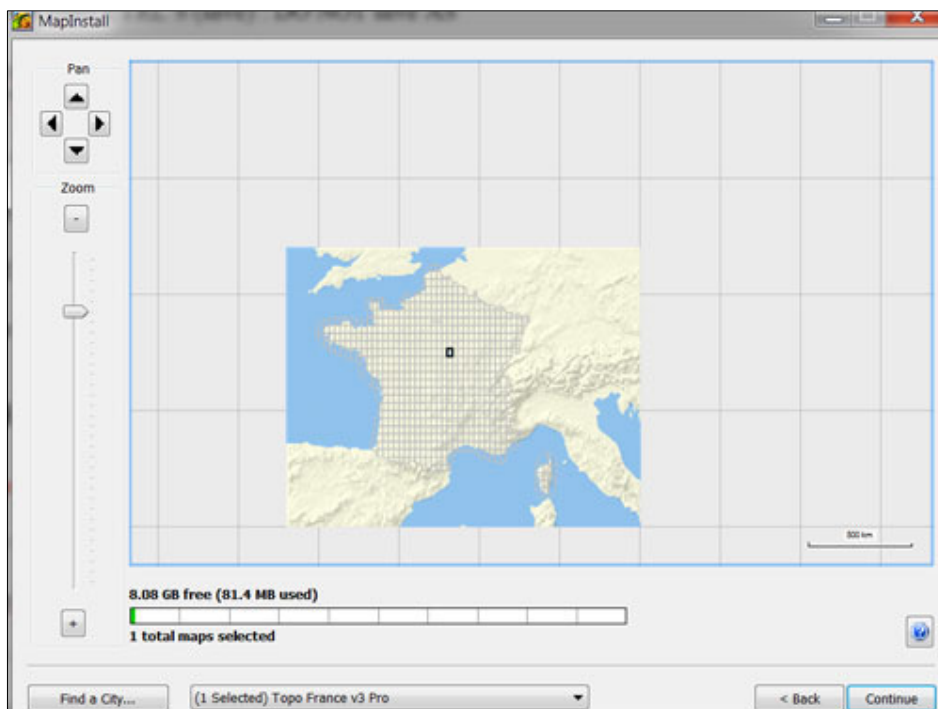 MapInstall
Pan
Zoom
-
+
500 km
8.08 GB free (81.4 MB used)
1 total maps selected
Find a City...
(1 Selected) Topo France v3 Pro
< Back
Continue